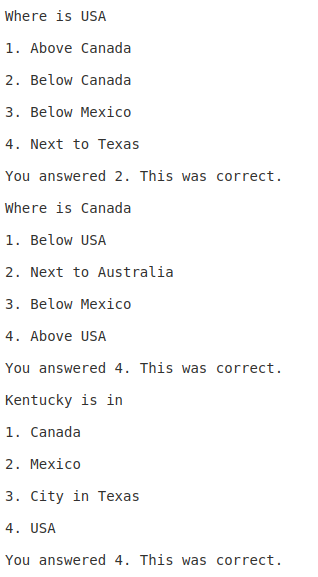 Where is USA
1. Above Canada
2. Below Canada
3. Below Mexico
4. Next to Texas
You answered 2. This was correct.
Where is Canada
1. Below USA
2. Next to Australia
3. Below Mexico
4. Above USA
You answered 4. This was correct.
Kentucky is in
1. Canada
2. Mexico
3. City in Texas
4. USA
You answered 4. This was correct.